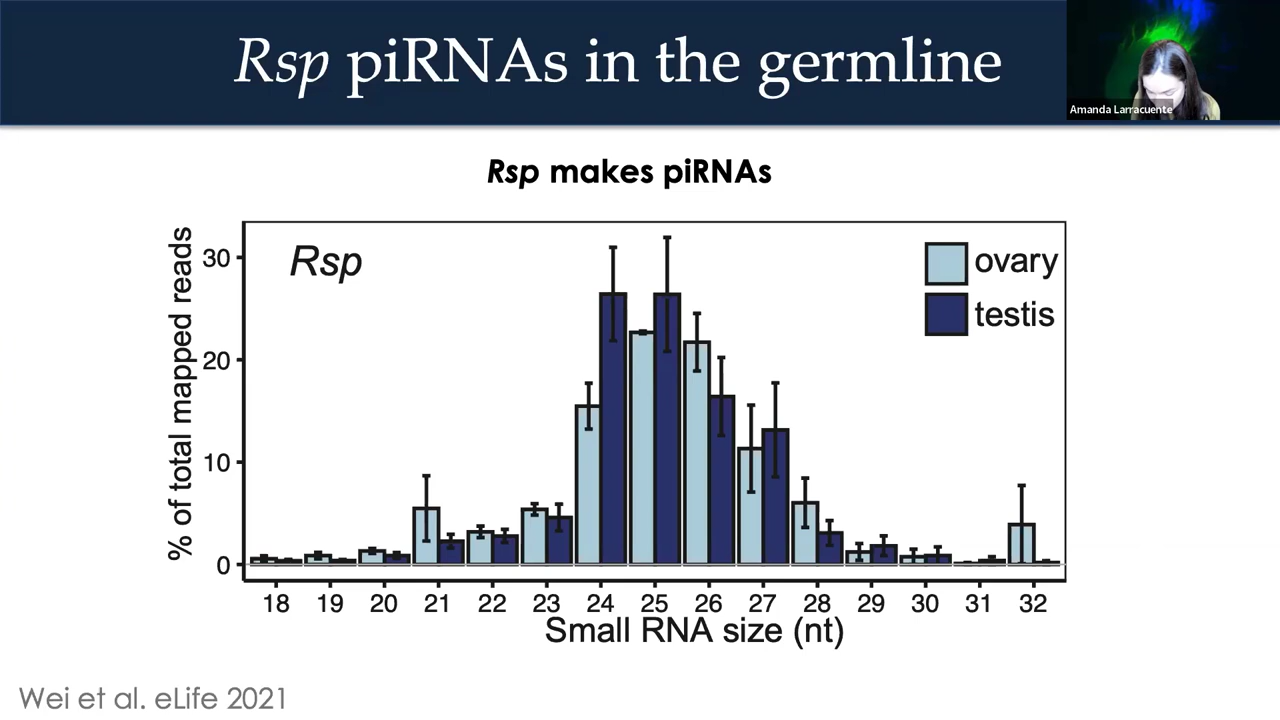 Rsp piRNAs in the germline
Amanda Larracuente
Rsp makes piRNAs
% of total mapped reads
30
20
10
0
Rsp
ovary
testis
18 19 20 21 22 23 24 25 26 27 28 29 30 31 32
Small RNA size (nt)
Wei et al. eLife 2021